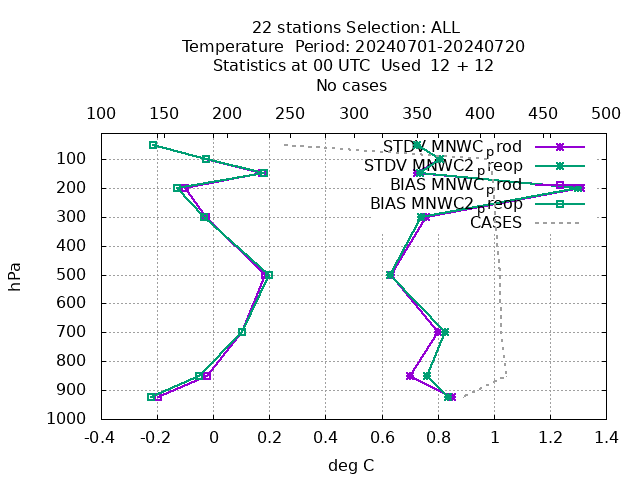 22 stations Selection: ALL
Temperature  Period: 20240701-20240720
Statistics at 00 UTC  Used  12 + 12
No cases
100 150 200 250 300 350 400 450 500
STDV MNWC_prod
STDV MNWC2_preop
BIAS MNWC_prod
BIAS MNWC2_preop
CASES
hPa
100
200
300
400
500
600
700
800
900
1000
-0.4 -0.2 0 0.2 0.4 0.6 0.8 1 1.2 1.4
deg C